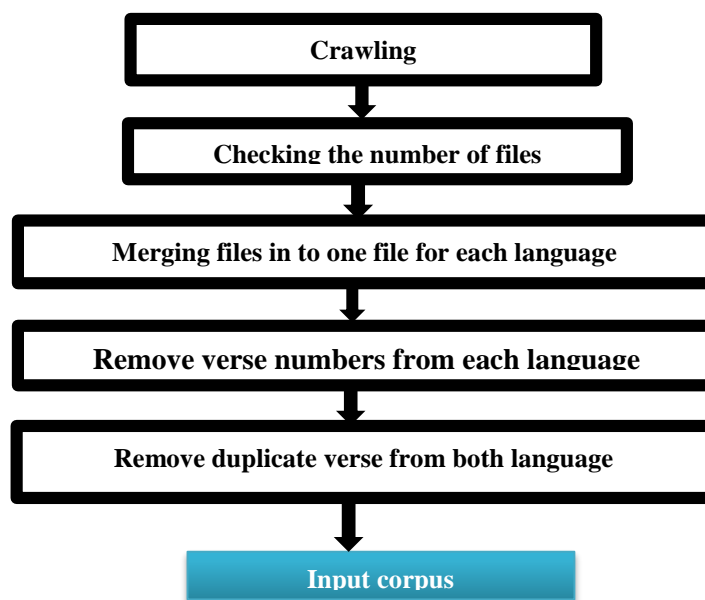 Crawling
Checking the number of files
Merging files in to one file for each language
Remove verse numbers from each language
Remove duplicate verse from both language
Input corpus